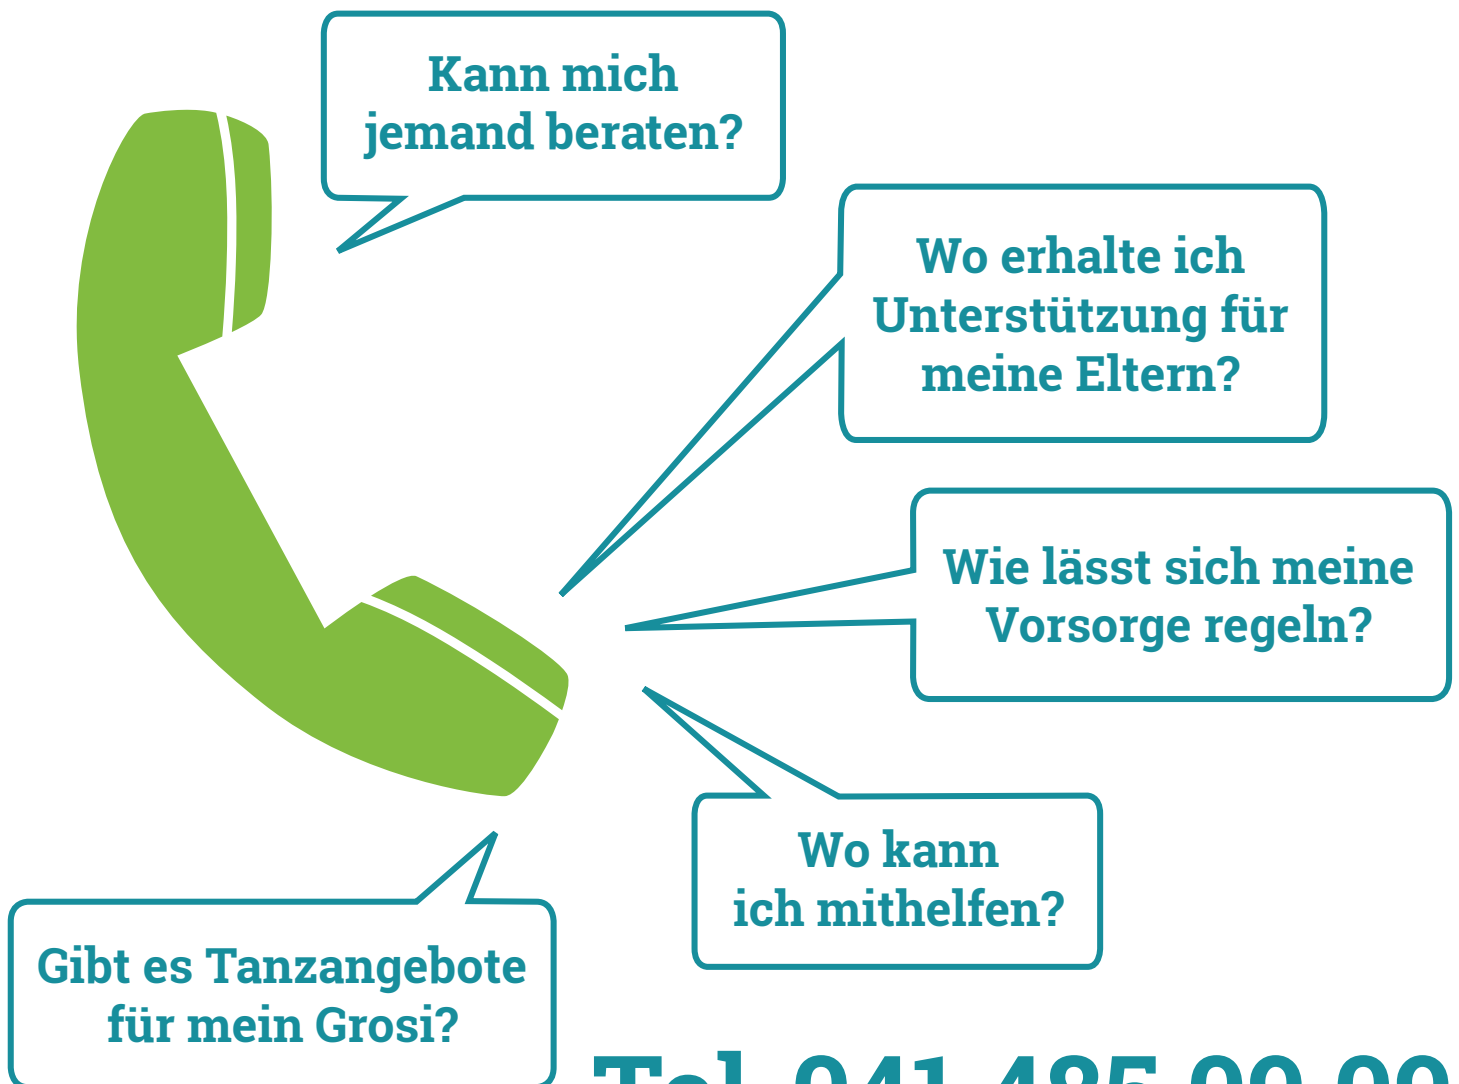 Kann mich
jemand beraten?
Wo erhalte ich
Unterstützung für
meine Eltern?
Wie lässt sich meine
Vorsorge regeln?
Wo kann
ich mithelfen?
Gibt es Tanzangebote
für mein Grosi?
Tel